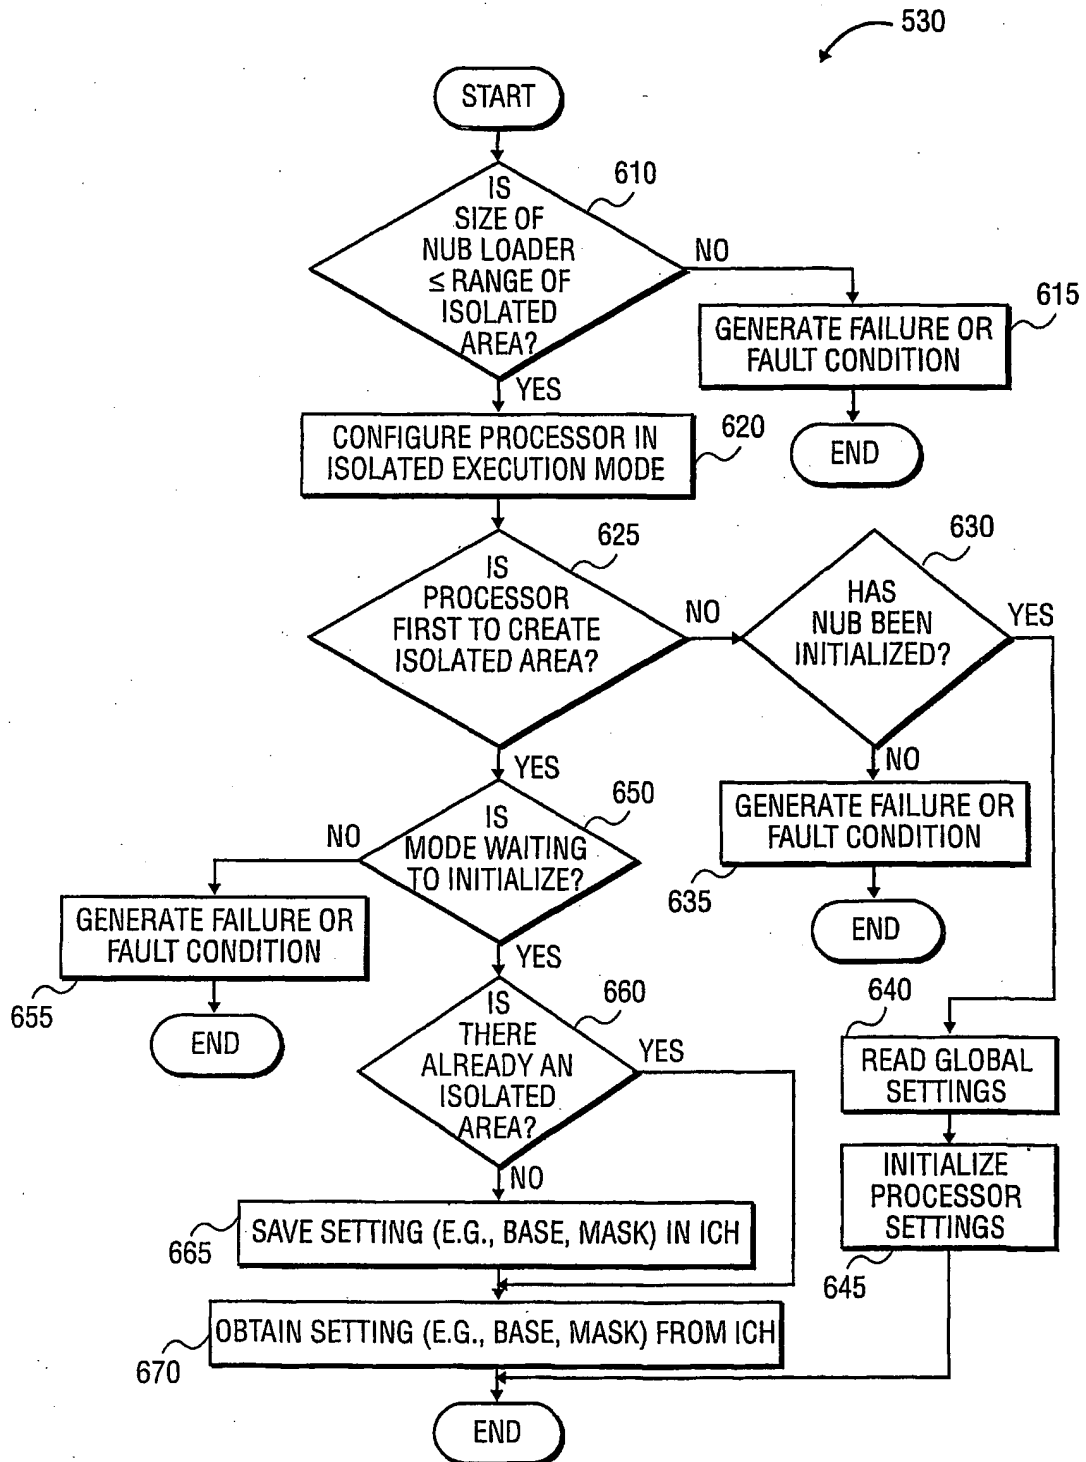 530
START
610
IS
SIZE OF
NUB LOADER
≤ RANGE OF
ISOLATED
AREA?
NO
615
GENERATE FAILURE OR
FAULT CONDITION
END
YES
620
CONFIGURE PROCESSOR IN
ISOLATED EXECUTION MODE
625
IS
PROCESSOR
FIRST TO CREATE
ISOLATED AREA?
NO
630
HAS
NUB BEEN
INITIALIZED?
YES
NO
GENERATE FAILURE OR
FAULT CONDITION
635
END
YES
650
IS
MODE WAITING
TO INITIALIZE?
NO
GENERATE FAILURE OR
FAULT CONDITION
655
END
YES
660
IS
THERE
ALREADY AN
ISOLATED
AREA?
YES
640
READ GLOBAL
SETTINGS
INITIALIZE
PROCESSOR
SETTINGS
645
NO
SAVE SETTING (E.G., BASE, MASK) IN ICH
665
OBTAIN SETTING (E.G., BASE, MASK) FROM ICH
670
END